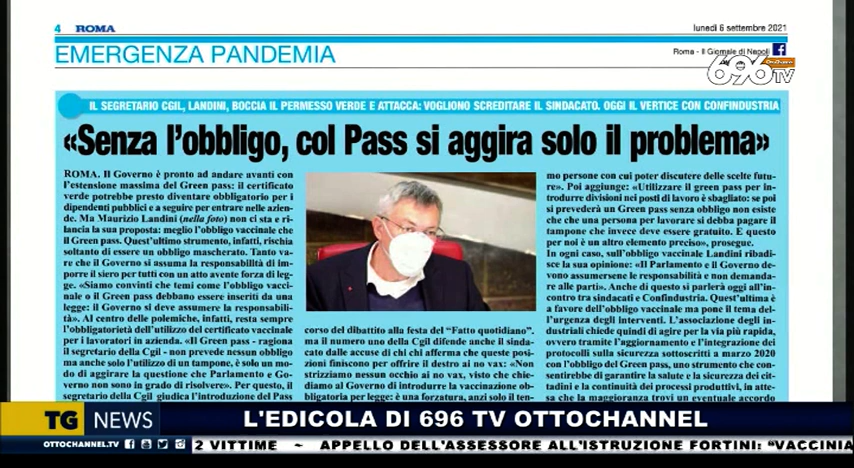 4 ROMA
lunedì 6 settembre 2021
EMERGENZA PANDEMIA
Roma - Il Giornale di Napoli
696 TV
IL SEGRETARIO CGIL, LANDINI, BOCCIA IL PERMESSO VERDE E ATTACCA: VOGLIONO SCREDITARE IL SINDACATO. OGGI IL VERTICE CON CONFINDUSTRIA
«Senza l'obbligo, col Pass si aggira solo il problema»
ROMA. Il Governo è pronto ad andare avanti con
l'estensione massima del Green pass: il certificato
verde potrebbe presto diventare obbligatorio per i
dipendenti pubblici e a seguire per entrare nelle azien-
de. Ma Maurizio Landini (nella foto) non ci sta e ri-
lancia la sua proposta: meglio l'obbligo vaccinale che
il Green pass. Quest'ultimo strumento, infatti, rischia
soltanto di essere un obbligo mascherato. Tanto va-
re che il Governo si assuma la responsabilità di im-
porre il siero per tutti con un atto avente forza di leg-
ge. «Siamo convinti che temi come l'obbligo vacci-
nale o il Green pass debbano essere inseriti da una
legge: il Governo si deve assumere la responsabili-
tà». Al centro delle polemiche, infatti, resta sempre
l'obbligatorietà dell'utilizzo del certificato vaccinale
per i lavoratori in azienda. «Il Green pass - ragiona
il segretario della Cgil - non prevede nessun obbligo
ma anche solo l'utilizzo di un tampone, è solo un mo-
do di aggirare la questione che Parlamento e Go-
verno non sono in grado di risolvere». Per questo, il
segretario della Cgil giudica l'introduzione del Pass
corso del dibattito alla festa del "Fatto quotidiano".
ma il numero uno della Cgil difende anche il sinda-
cato dalle accuse di chi chi afferma che queste po-
sizioni finiscono per offrire il destro ai no vax: «Non
strizziamo nessun occhio ai no vax, visto che chie-
diamo al Governo di introdurre la vaccinazione ob-
bligatoria per legge: è una forzatura, anzi solo il ten-
mo persone con cui poter discutere delle scelte futu-
re». Poi aggiunge: «Utilizzare il green pass per in-
trodurre divisioni nei posti di lavoro è sbagliato: se poi
si prevederà un Green pass senza obbligo non esiste
che che una persona per lavorare si debba pagare il
tampone che invece deve essere gratuito. E questo
per noi è un altro elemento preciso», prosegue.
In ogni caso, sull'obbligo vaccinale Landini ribadi-
sce la sua opinione: «Il Parlamento e il Governo de-
vono assumersene le responsabilità e non demanda-
re alle parti». Anche di questo si parlerà oggi all'in-
contro tra sindacati e Confindustria. Quest'ultima è
a favore dell'obbligo vaccinale ma pone il tema del-
l'urgenza degli interventi. L'associazione degli in-
dustriali chiede quindi di agire per la via più rapida,
ovvero tramite l'aggiornamento e l'integrazione dei
protocolli sulla sicurezza sottoscritti a marzo 2020
con l'obbligo del Green pass, uno strumento che con-
sentirebbe di garantire la salute e la sicurezza dei cit-
tadini e la continuità dei processi produttivi, in atte-
sa che la maggioranza trovi un eventuale accordo
TG NEWS
L'EDICOLA DI 696 TV OTTOCHANNEL
OTTOCHANNEL.TV
2 VITTIME ~ APPELLO DELL'ASSESSORE ALL'ISTRUZIONE FORTINI: "VACCINIA